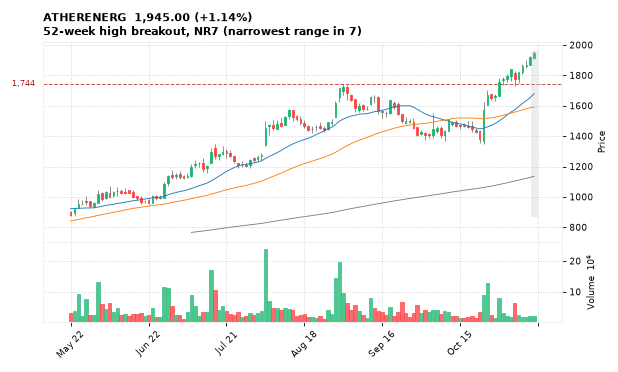 ATHERENERG 1,945.00 (+1.14%)
52-week high breakout, NR7 (narrowest range in 7)
2000
1800
1,744
1600
1400
1200
1000
800
Price
20
10
Volume 10⁶
May 22
Jun 22
Jul 21
Aug 18
Sep 16
Oct 15